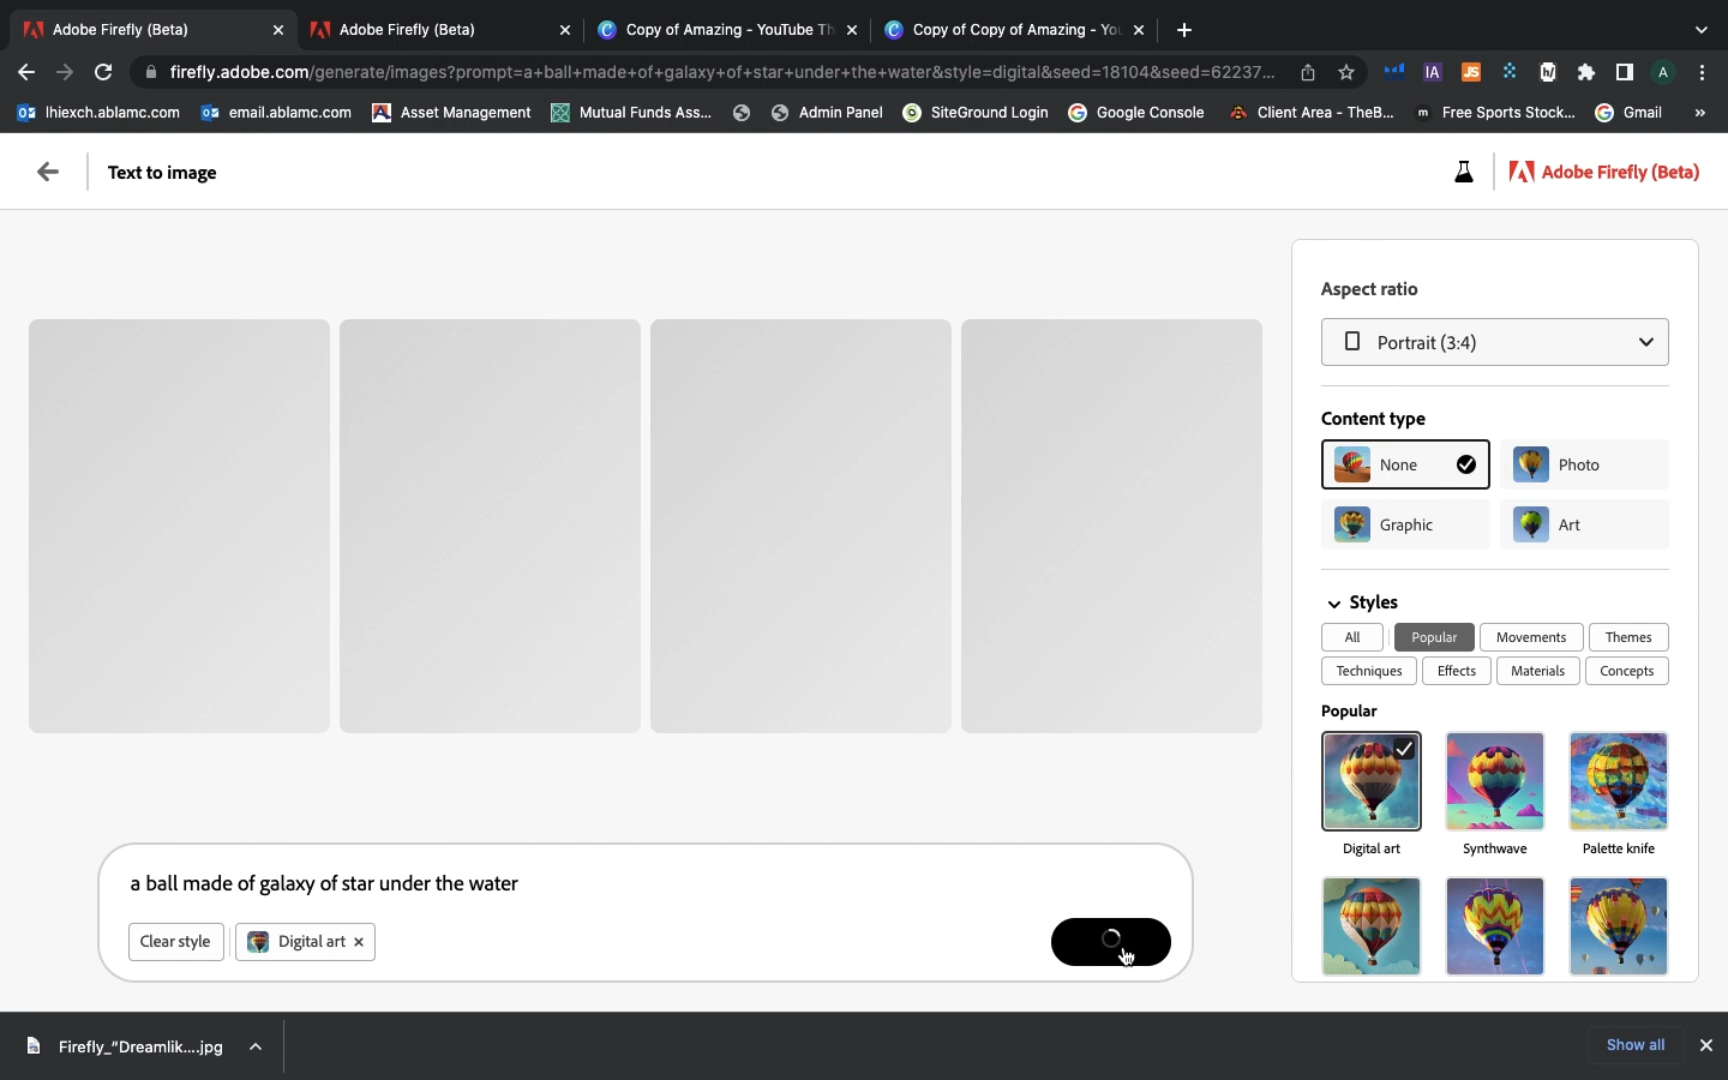 Adobe Firefly (Beta)
Adobe Firefly (Beta)
Copy of Amazing - YouTube Th
Copy of Copy of Amazing - You
firefly.adobe.com/generate/images?prompt=a+ball+made+of+galaxy+of+star+under+the+water&style=digital&seed=18104&seed=62237...
IA
JS
A
lhiexch.ablamc.com
email.ablamc.com
Asset Management
Mutual Funds Ass...
Admin Panel
SiteGround Login
Google Console
Client Area - TheB...
m Free Sports Stock...
Gmail
Text to image
Adobe Firefly (Beta)
Aspect ratio
Portrait (3:4)
Content type
None
Photo
Graphic
Art
Styles
All
Popular
Movements
Themes
Techniques
Effects
Materials
Concepts
Popular
Digital art
Synthwave
Palette knife
a ball made of galaxy of star under the water
Clear style
Digital art
Firefly_"Dreamlik....jpg
Show all